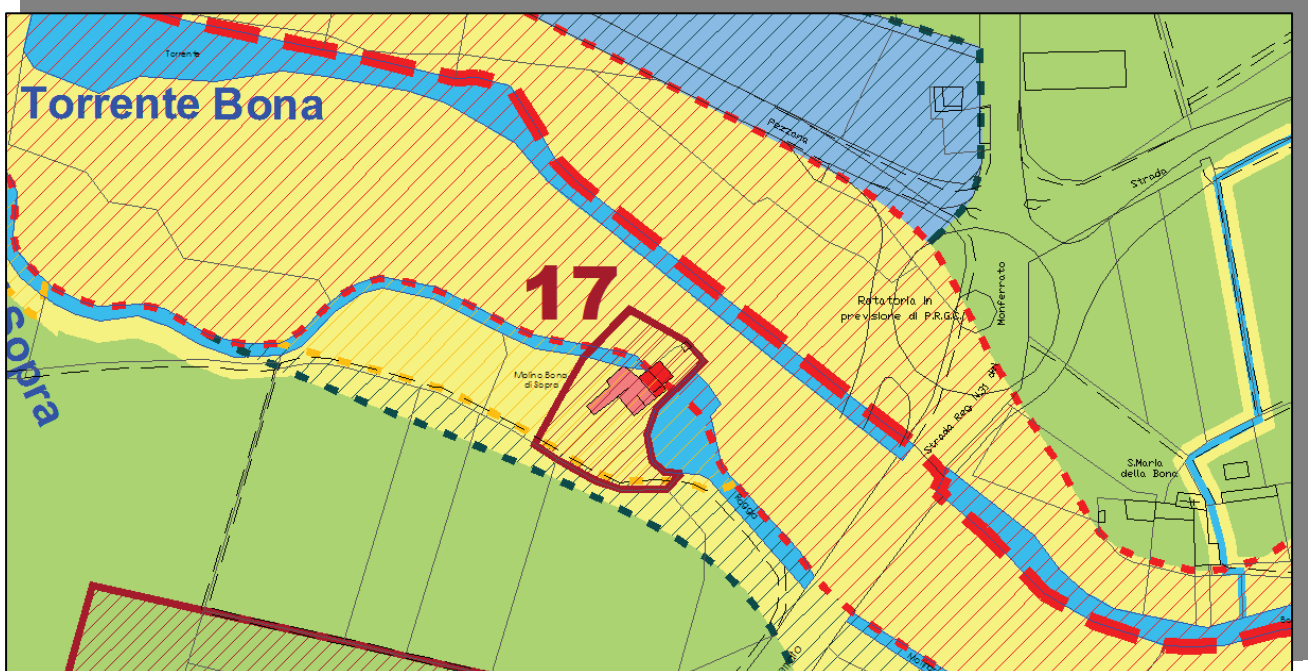 Torrente
Torrente Bona
Pezzana
Strada
Monferrato
17
Rotatoria in
previsione di P.R.G.C.
Sopra
Molino Bona
di Sopra
Strada Reg. N.31 del
S.Maria
della Bona
Roggia